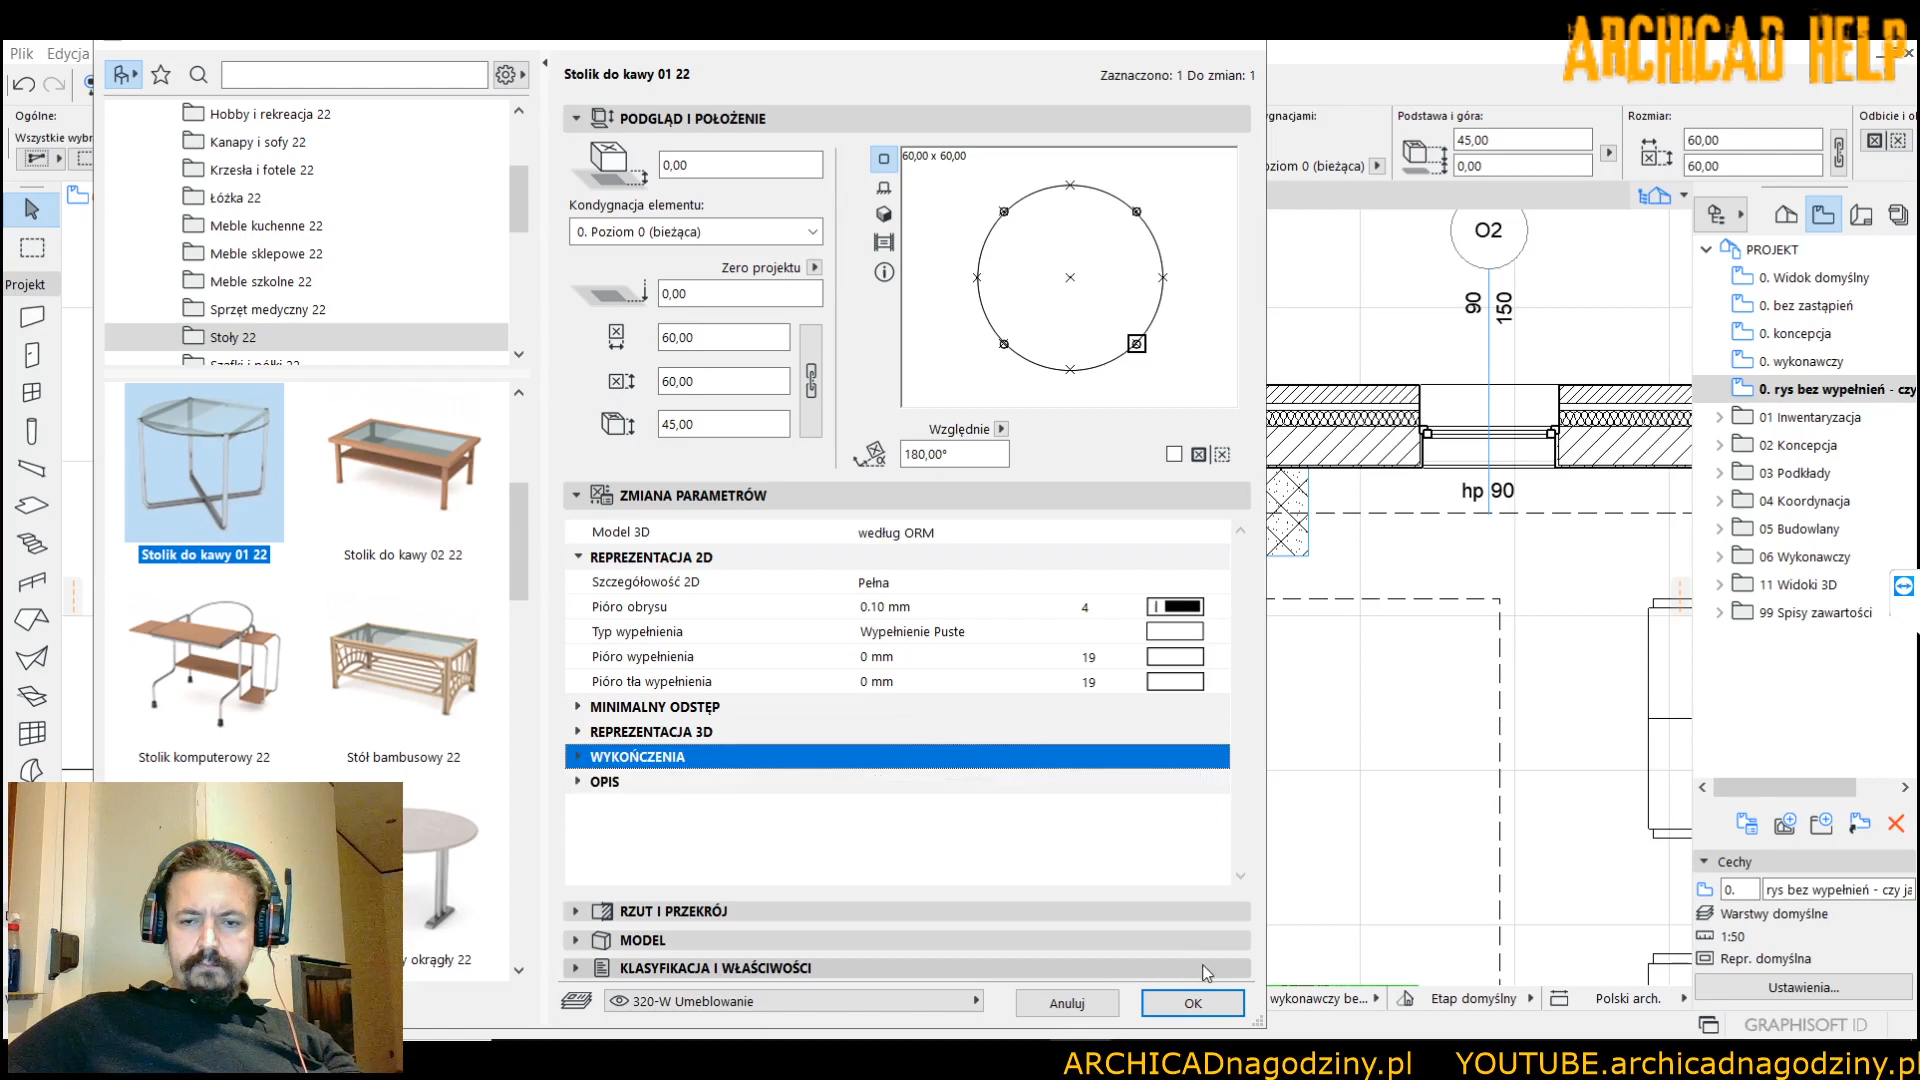 ARCHICAD HELP
Plik Edycja
Ogólne:
Wszystkie wybr
Projekt
Hobby i rekreacja 22
Kanapy i sofy 22
Krzesła i fotele 22
Łóżka 22
Meble kuchenne 22
Meble sklepowe 22
Meble szkolne 22
Sprzęt medyczny 22
Stoły 22
Szafki i półki 22
Stolik do kawy 01 22
Stolik do kawy 02 22
Stolik komputerowy 22
Stół bambusowy 22
y okrągły 22
Stolik do kawy 01 22
Zaznaczono: 1 Do zmian: 1
PODGLĄD I POŁOŻENIE
0,00
Kondygnacja elementu:
0. Poziom 0 (bieżąca)
Zero projektu
0,00
60,00
60,00
45,00
60,00 x 60,00
Względnie
180,00°
ZMIANA PARAMETRÓW
Model 3D według ORM
REPREZENTACJA 2D
Szczegółowość 2D Pełna
Pióro obrysu 0.10 mm 4
Typ wypełnienia Wypełnienie Puste
Pióro wypełnienia 0 mm 19
Pióro tła wypełnienia 0 mm 19
MINIMALNY ODSTĘP
REPREZENTACJA 3D
WYKOŃCZENIA
OPIS
RZUT I PRZEKRÓJ
MODEL
KLASYFIKACJA I WŁAŚCIWOŚCI
320-W Umeblowanie
Anuluj
OK
gnacjami:
oziom 0 (bieżąca)
Podstawa i góra:
45,00
0,00
Rozmiar:
60,00
60,00
Odbicie i o
O2
90
150
hp 90
PROJEKT
0. Widok domyślny
0. bez zastąpień
0. koncepcja
0. wykonawczy
0. rys bez wypełnień - czy
01 Inwentaryzacja
02 Koncepcja
03 Podkłady
04 Koordynacja
05 Budowlany
06 Wykonawczy
11 Widoki 3D
99 Spisy zawartości
Cechy
0. rys bez wypełnień - czy ja
Warstwy domyślne
1:50
Repr. domyślna
Ustawienia...
wykonawczy be...
Etap domyślny
Polski arch.
GRAPHISOFT ID
ARCHICADnagodziny.pl YOUTUBE.archicadnagodziny.pl